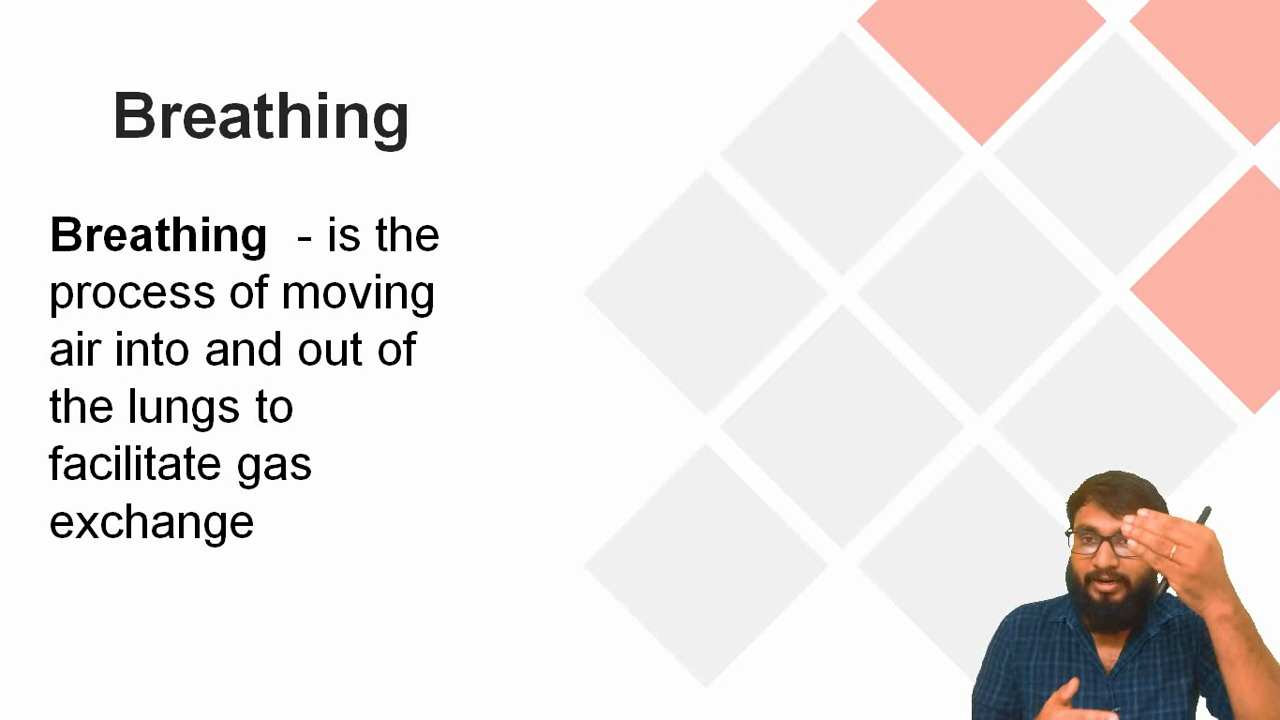 Breathing
Breathing - is the
process of moving
air into and out of
the lungs to
facilitate gas
exchange